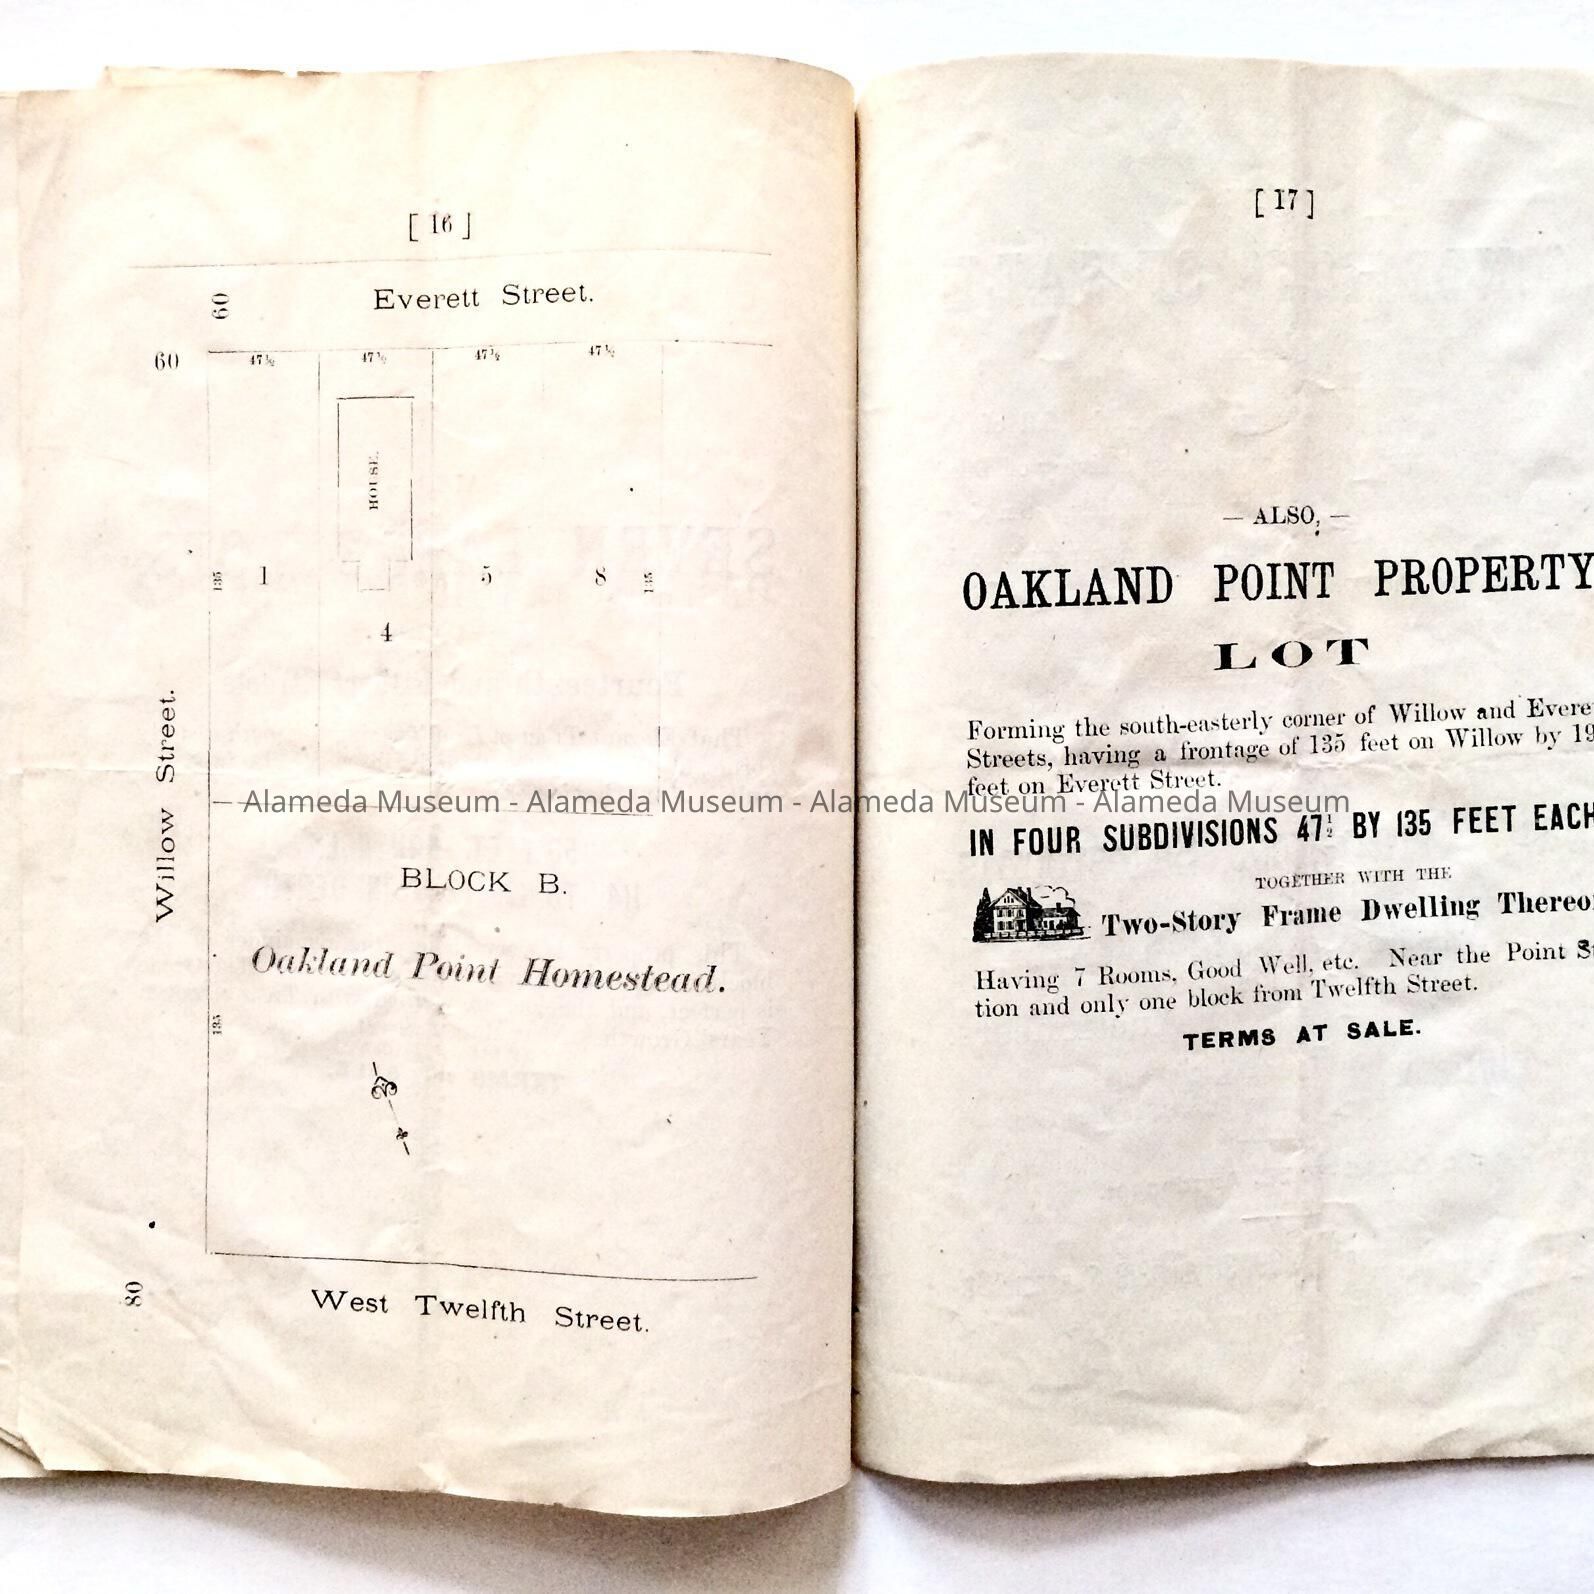 [ 16 ]
60
Everett Street.
60
47½ 47½ 47½ 47½
HOUSE.
135 1 5 8 135
4
Willow Street.
BLOCK B.
Oakland Point Homestead.
135
80
West Twelfth Street.
[ 17 ]
— ALSO, —
OAKLAND POINT PROPERTY
LOT
Forming the south-easterly corner of Willow and Evere
Streets, having a frontage of 135 feet on Willow by 19
feet on Everett Street.
Alameda Museum - Alameda Museum - Alameda Museum - Alameda Museum
IN FOUR SUBDIVISIONS 47½ BY 135 FEET EACH
TOGETHER WITH THE
Two-Story Frame Dwelling Thereo
Having 7 Rooms, Good Well, etc. Near the Point S
tion and only one block from Twelfth Street.
TERMS AT SALE.